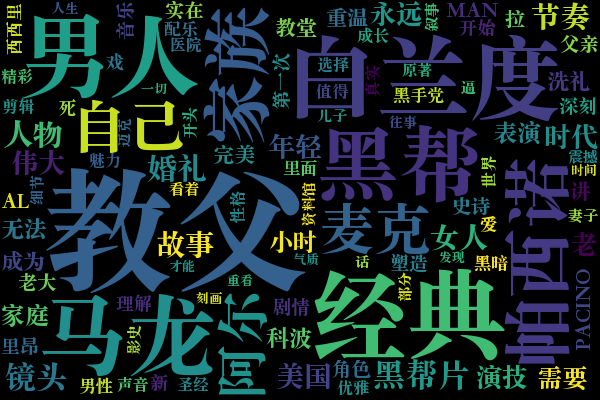 西西里
人生
音乐
配乐
实在
教堂
重温
永远
叙事
MAN
开始
拉
节奏
男人
家族
医院
戏
第一次
选择
原著
成长
值得
真实
黑手党
儿子
逼
父亲
自兰度
精彩
剪辑
死
自己
迈克
一切
开头
洗礼
深刻
往事
表演
时代
人物
伟大
魅力
婚礼
完美
年轻
里面
黑帮
世界
震撼
时间
讲
AL
细节
看着
性格
资料馆
史诗
爱
妻子
无法
教父
故事
小时
麦克
女人
老
成为
才能
气质
话
塑造
发现
黑暗
帕西诺
老大
重看
部分
PACINO
家庭
马龙
理解
刻画
阿尔
剧情
经典
里昂
影史
科波
镜头
男性
声音
新
圣经
美国
角色
优雅
黑帮片
演技
需要